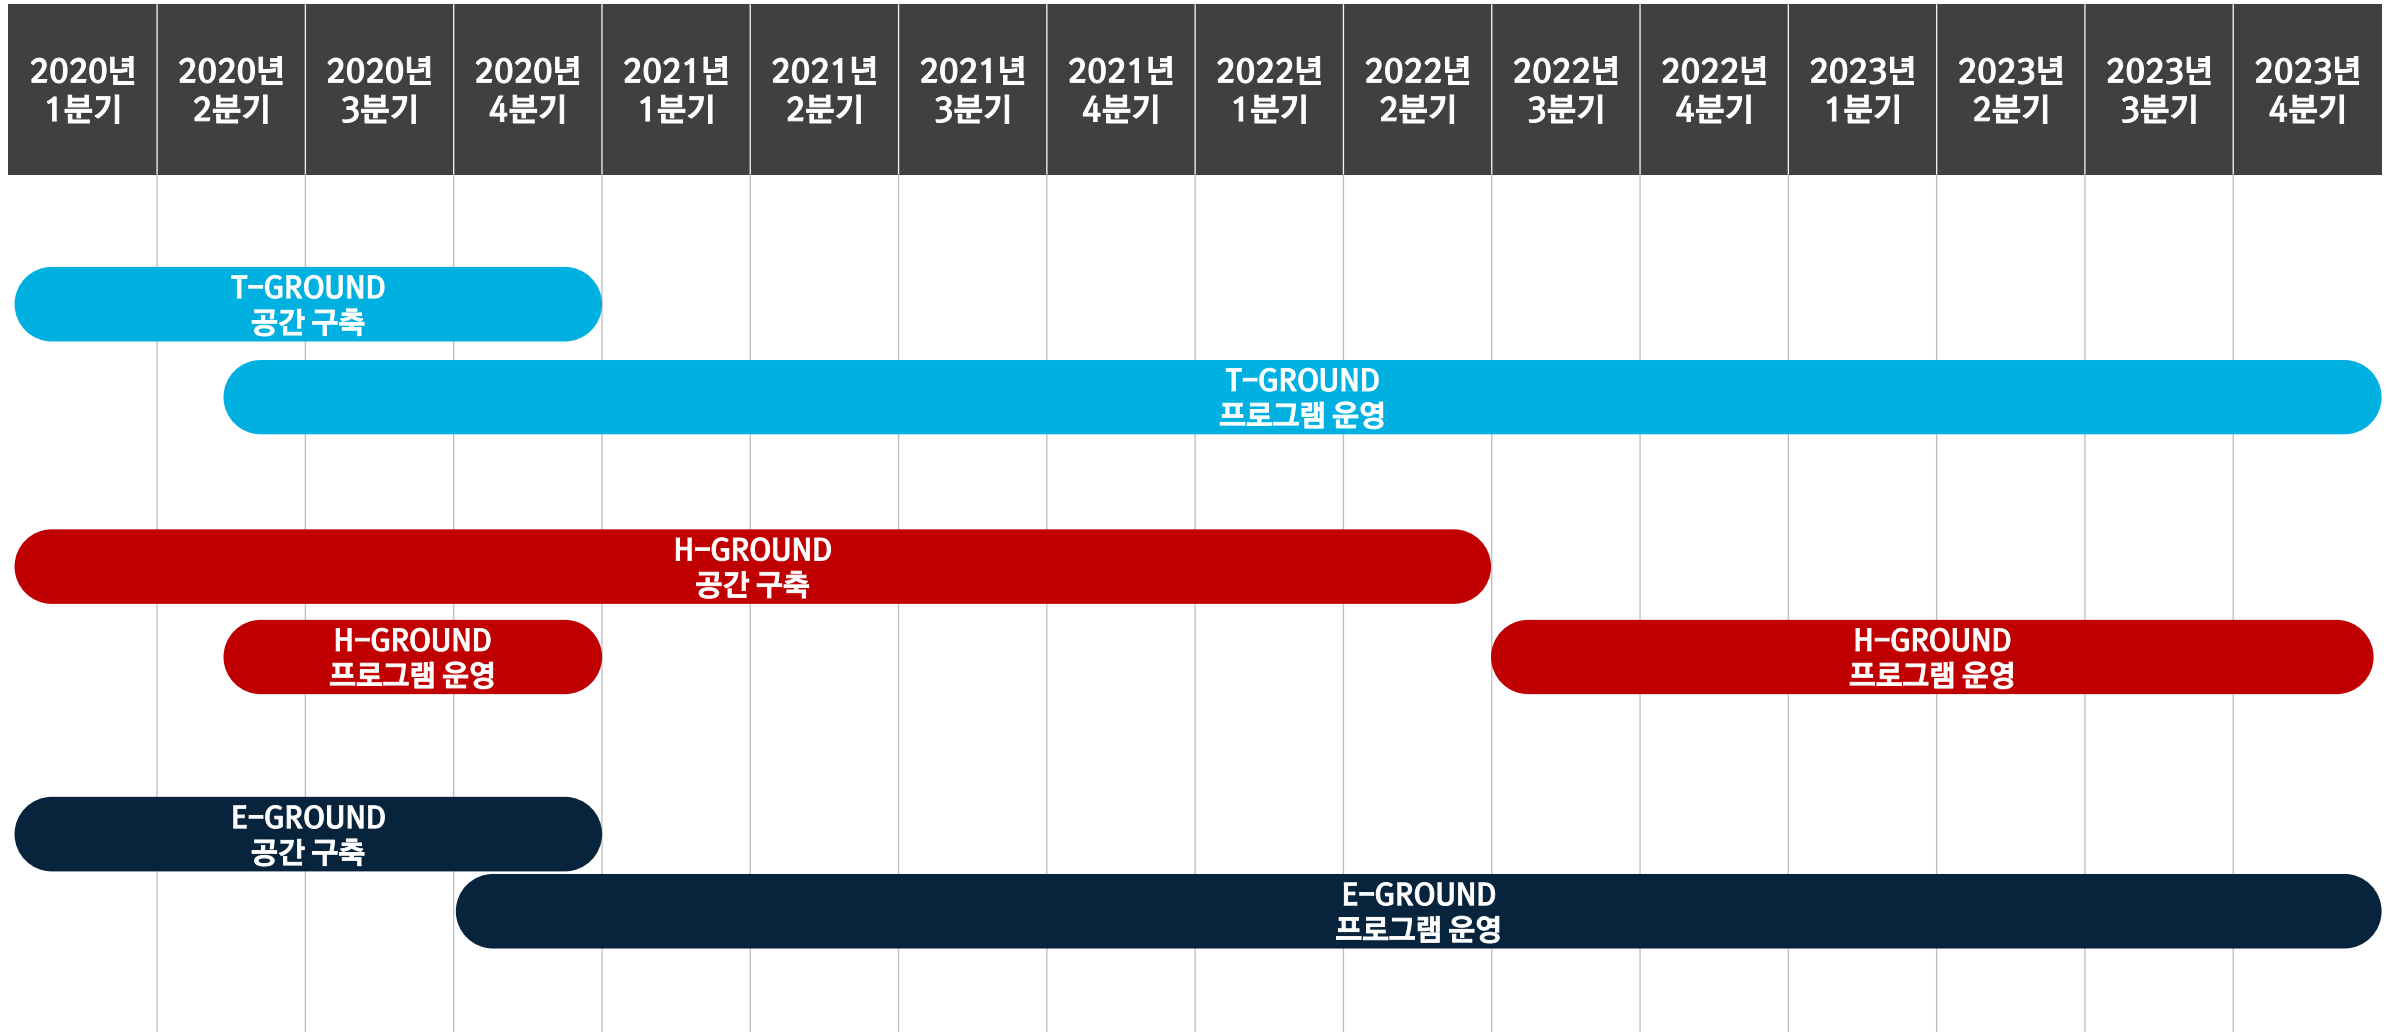 2020년
1분기
2020년
2분기
2020년
3분기
2020년
4분기
2021년
1분기
2021년
2분기
2021년
3분기
2021년
4분기
2022년
1분기
2022년
2분기
2022년
3분기
2022년
4분기
2023년
1분기
2023년
2분기
2023년
3분기
2023년
4분기
T-GROUND
공간 구축
T-GROUND
프로그램 운영
H-GROUND
공간 구축
H-GROUND
프로그램 운영
H-GROUND
프로그램 운영
E-GROUND
공간 구축
E-GROUND
프로그램 운영